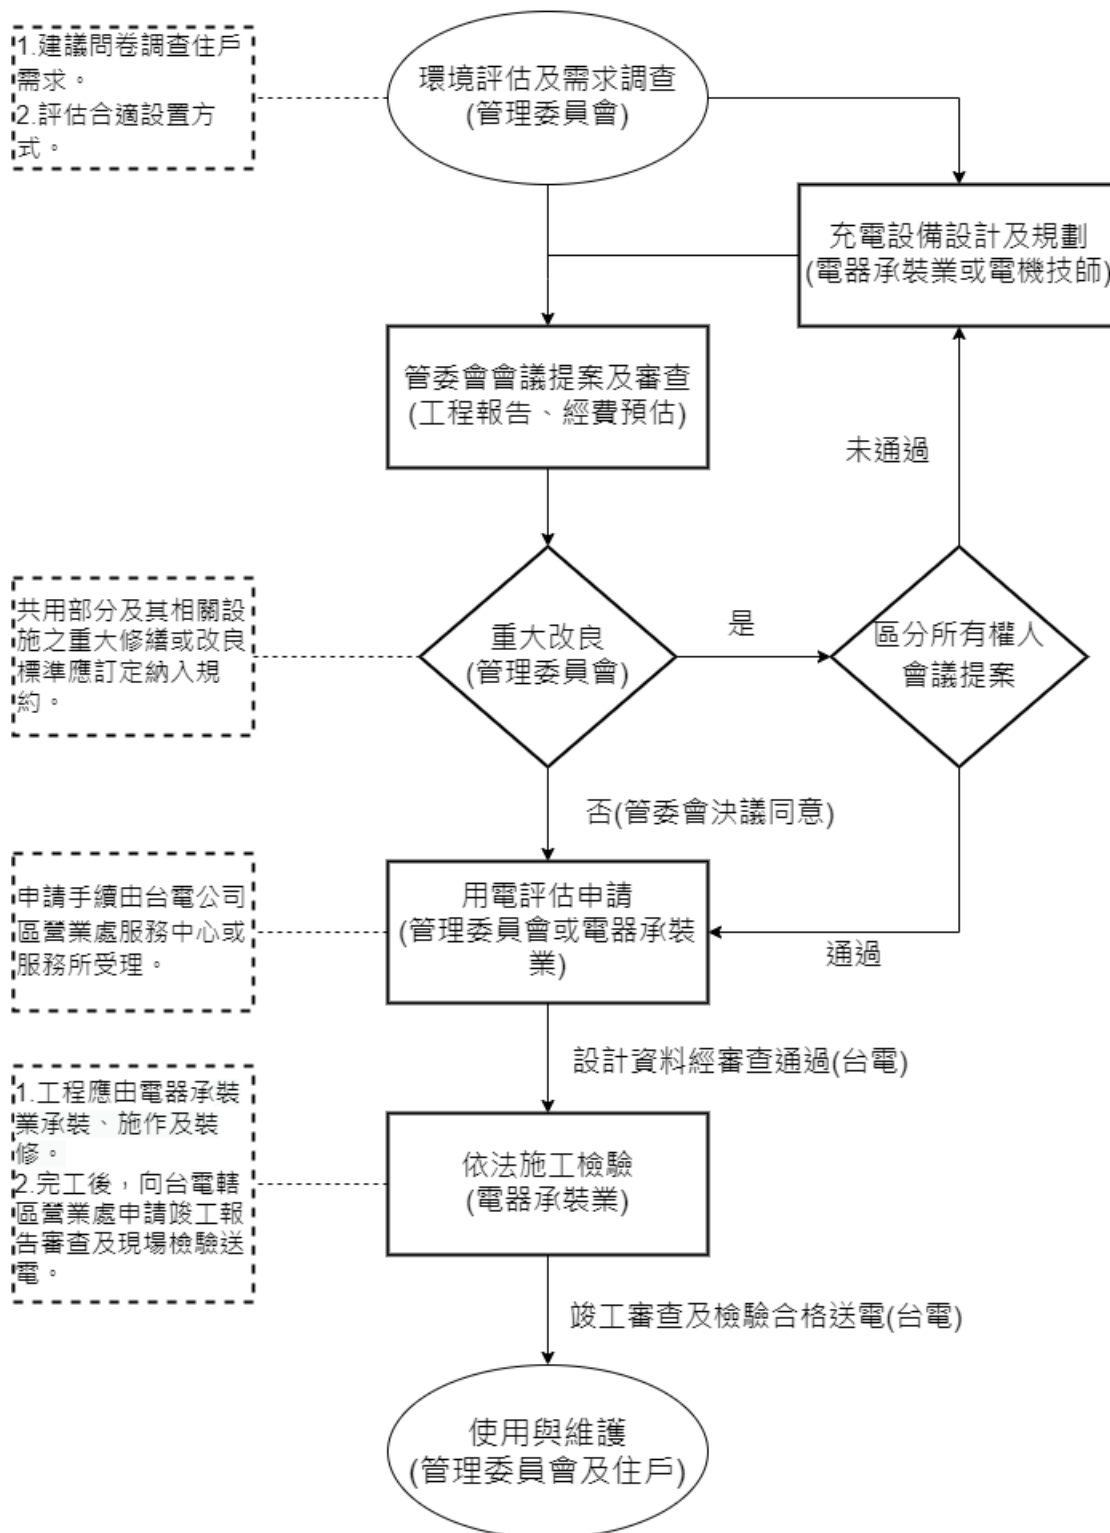 1.建議問卷調查住戶
需求。
2.評估合適設置方
式。
環境評估及需求調查
(管理委員會)
充電設備設計及規劃
(電器承裝業或電機技師)
管委會會議提案及審查
(工程報告、經費預估)
未通過
共用部分及其相關設
施之重大修繕或改良
標準應訂定納入規
約。
重大改良
(管理委員會)
是
區分所有權人
會議提案
否(管委會決議同意)
申請手續由台電公司
區營業處服務中心或
服務所受理。
用電評估申請
(管理委員會或電器承裝
業)
通過
設計資料經審查通過(台電)
1.工程應由電器承裝
業承裝、施作及裝
修。
2.完工後，向台電轄
區營業處申請竣工報
告審查及現場檢驗送
電。
依法施工檢驗
(電器承裝業)
竣工審查及檢驗合格送電(台電)
使用與維護
(管理委員會及住戶)